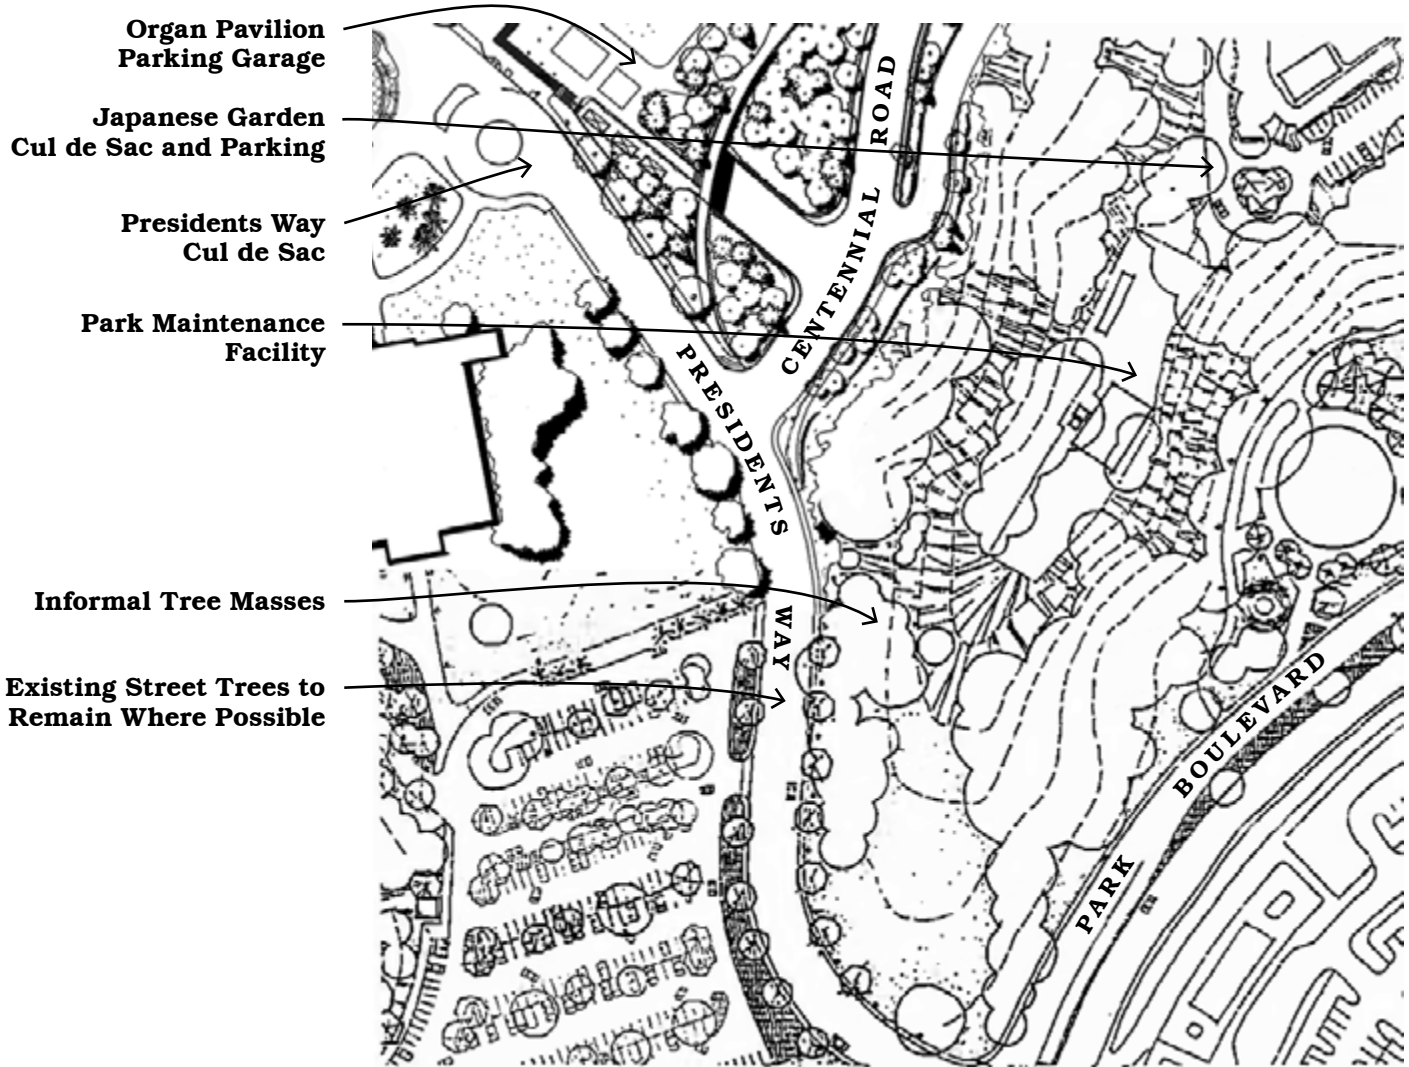 Organ Pavilion
Parking Garage
Japanese Garden
Cul de Sac and Parking
Presidents Way
Cul de Sac
Park Maintenance
Facility
Informal Tree Masses
Existing Street Trees to
Remain Where Possible
CENTENNIAL ROAD
PRESIDENTS WAY
PARK BOULEVARD